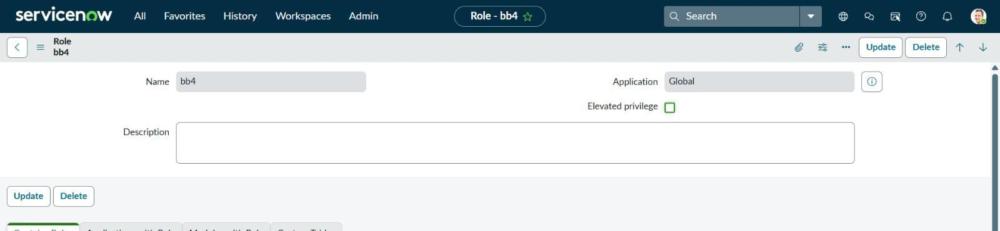 servicenow All Favorites History Workspaces Admin Role - bb4 Search
Role
bb4
Update Delete
Name bb4 Application Global
Elevated privilege
Description
Update Delete